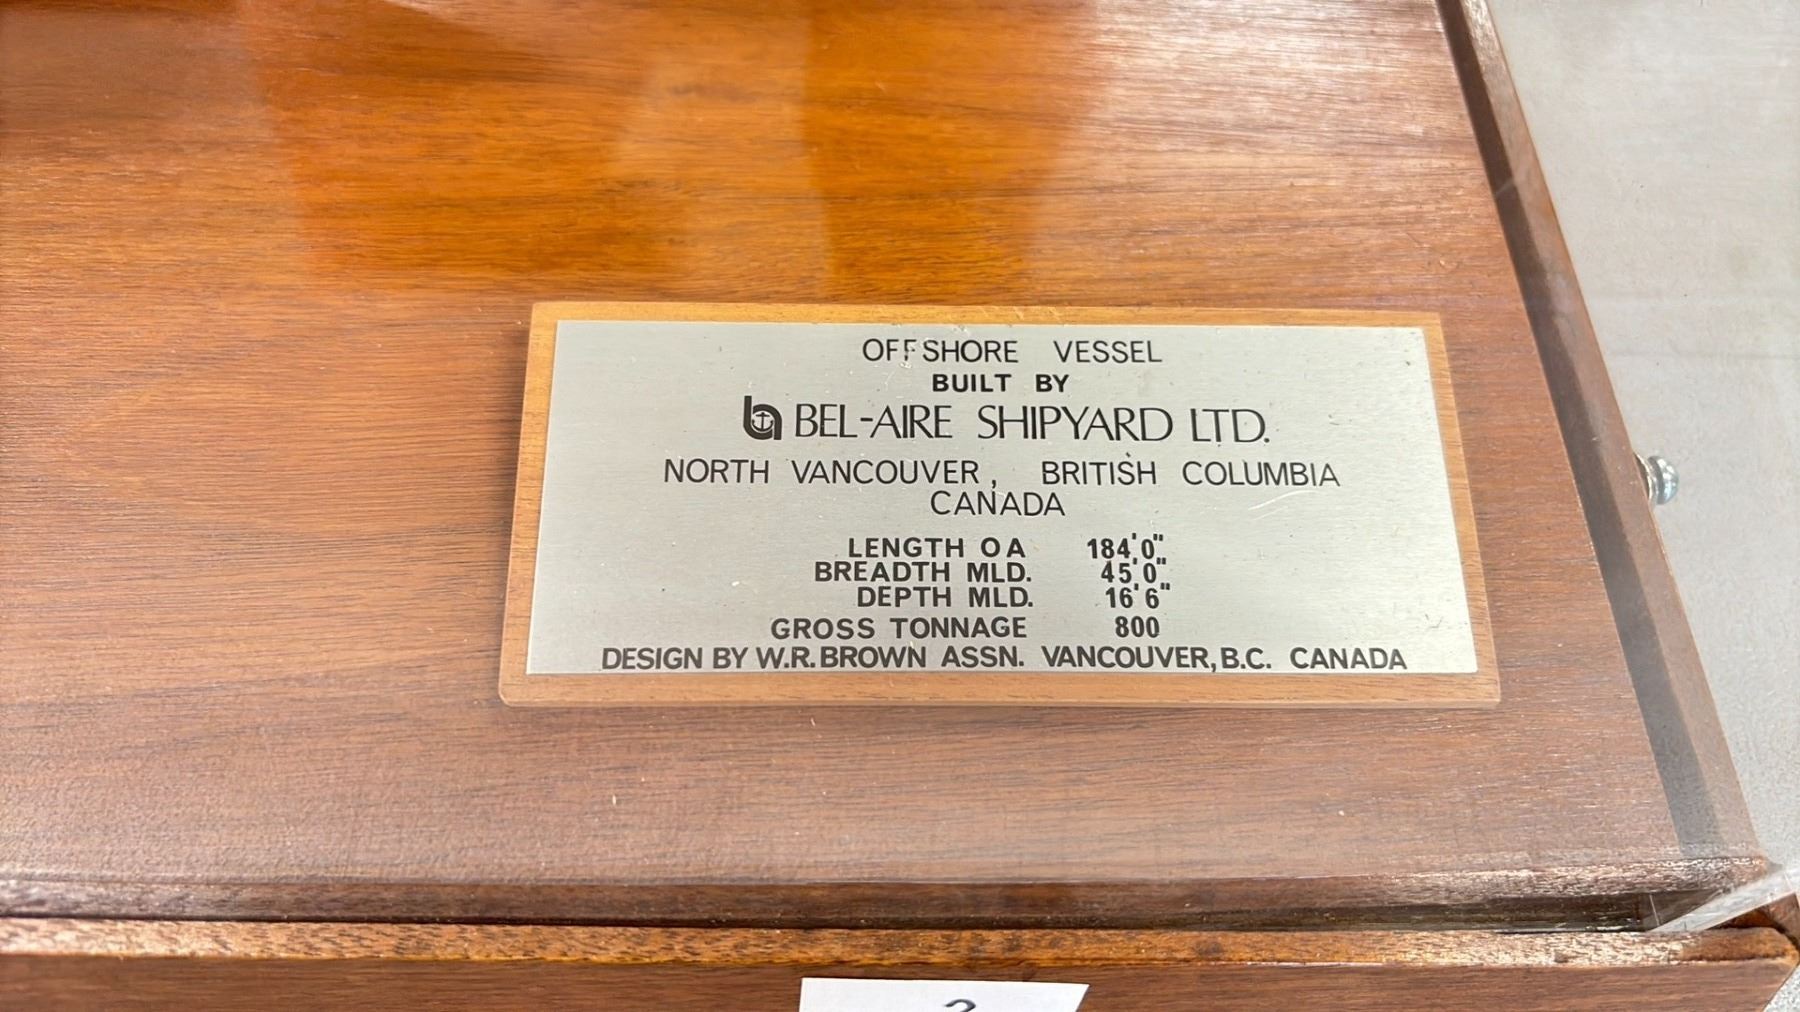 OFFSHORE VESSEL
BUILT BY
BEL-AIRE SHIPYARD LTD.
NORTH VANCOUVER, BRITISH COLUMBIA
CANADA
LENGTH OA 184'0"
BREADTH MLD. 45'0"
DEPTH MLD. 16'6"
GROSS TONNAGE 800
DESIGN BY W.R. BROWN ASSN. VANCOUVER, B.C. CANADA